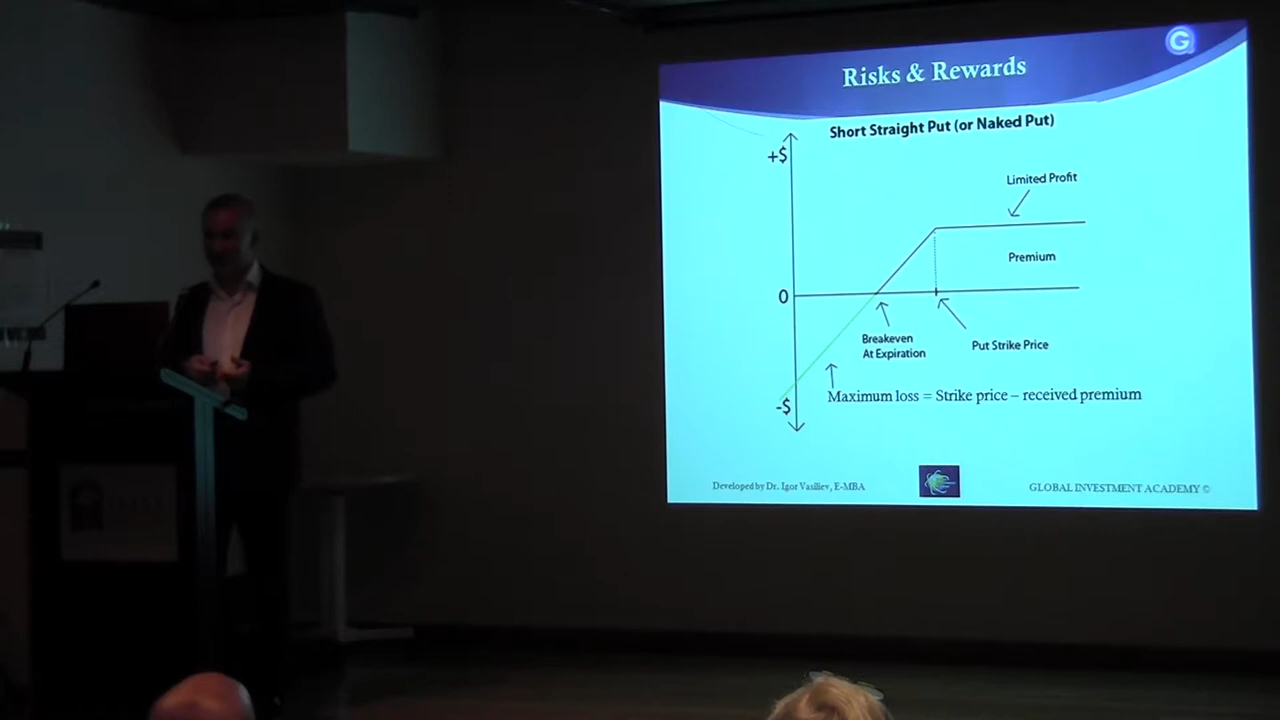 G
Risks & Rewards
Short Straight Put (or Naked Put)
+$
Limited Profit
Premium
0
Breakeven
At Expiration
Put Strike Price
Maximum loss = Strike price – received premium
-$
Developed by Dr. Igor Vasiliev, E-MBA
GLOBAL INVESTMENT ACADEMY ©